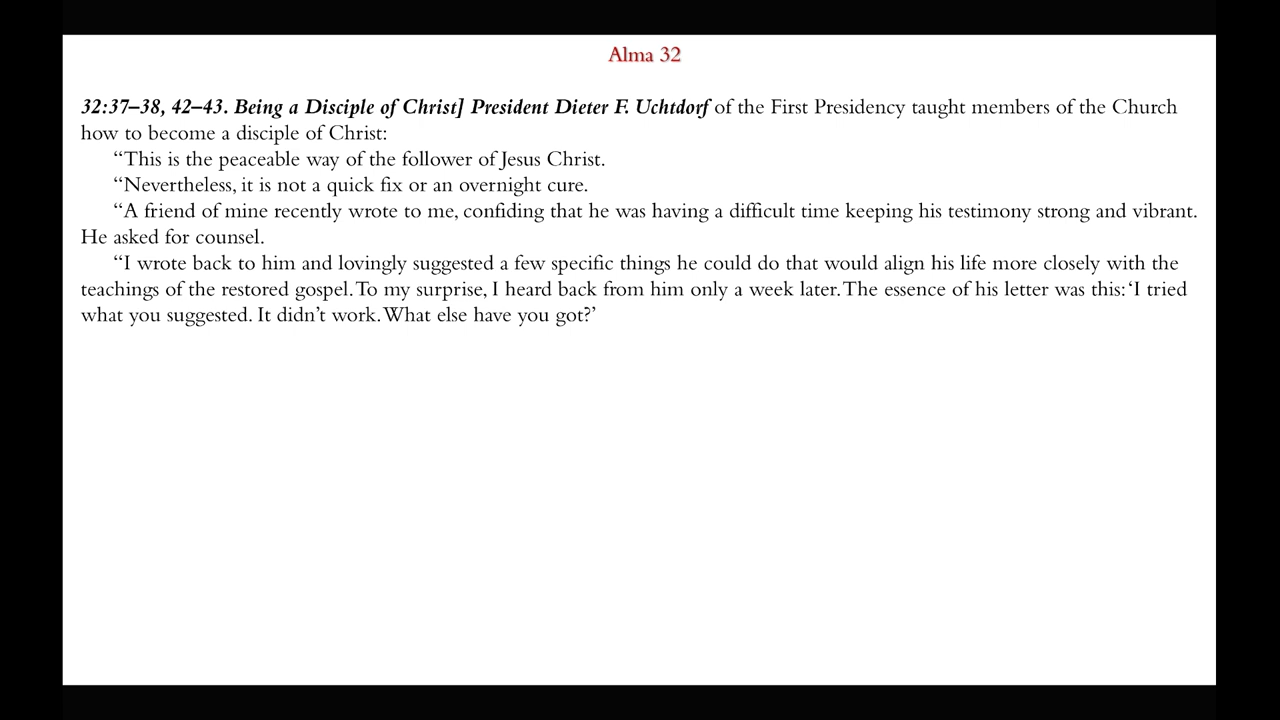 Alma 32
32:37–38, 42–43. Being a Disciple of Christ] President Dieter F. Uchtdorf of the First Presidency taught members of the Church
how to become a disciple of Christ:
“This is the peaceable way of the follower of Jesus Christ.
“Nevertheless, it is not a quick fix or an overnight cure.
“A friend of mine recently wrote to me, confiding that he was having a difficult time keeping his testimony strong and vibrant.
He asked for counsel.
“I wrote back to him and lovingly suggested a few specific things he could do that would align his life more closely with the
teachings of the restored gospel. To my surprise, I heard back from him only a week later. The essence of his letter was this: ‘I tried
what you suggested. It didn’t work. What else have you got?’